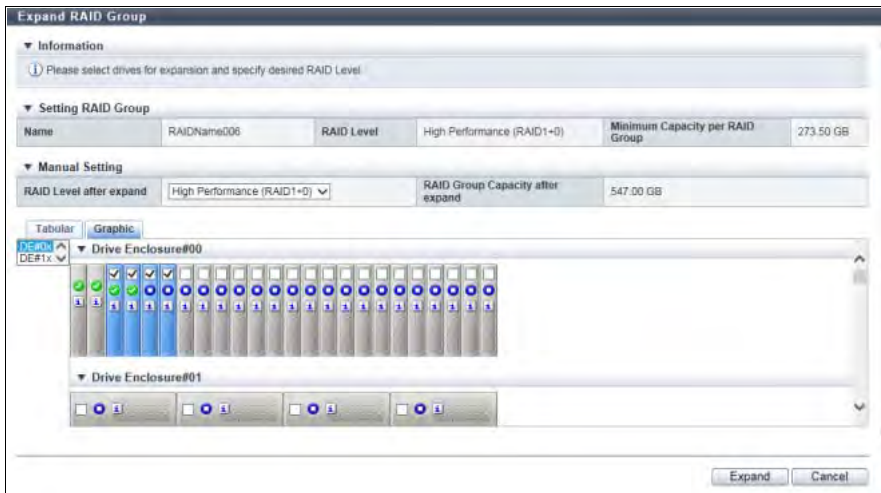 Expand RAID Group
▼ Information
Please select drives for expansion and specify desired RAID Level
▼ Setting RAID Group
Name RAIDName006 RAID Level High Performance (RAID1+0) Minimum Capacity per RAID Group 273.50 GB
▼ Manual Setting
RAID Level after expand High Performance (RAID1+0) RAID Group Capacity after expand 547.00 GB
Tabular Graphic
DE#0x
DE#1x
▼ Drive Enclosure#00
▼ Drive Enclosure#01
Expand Cancel